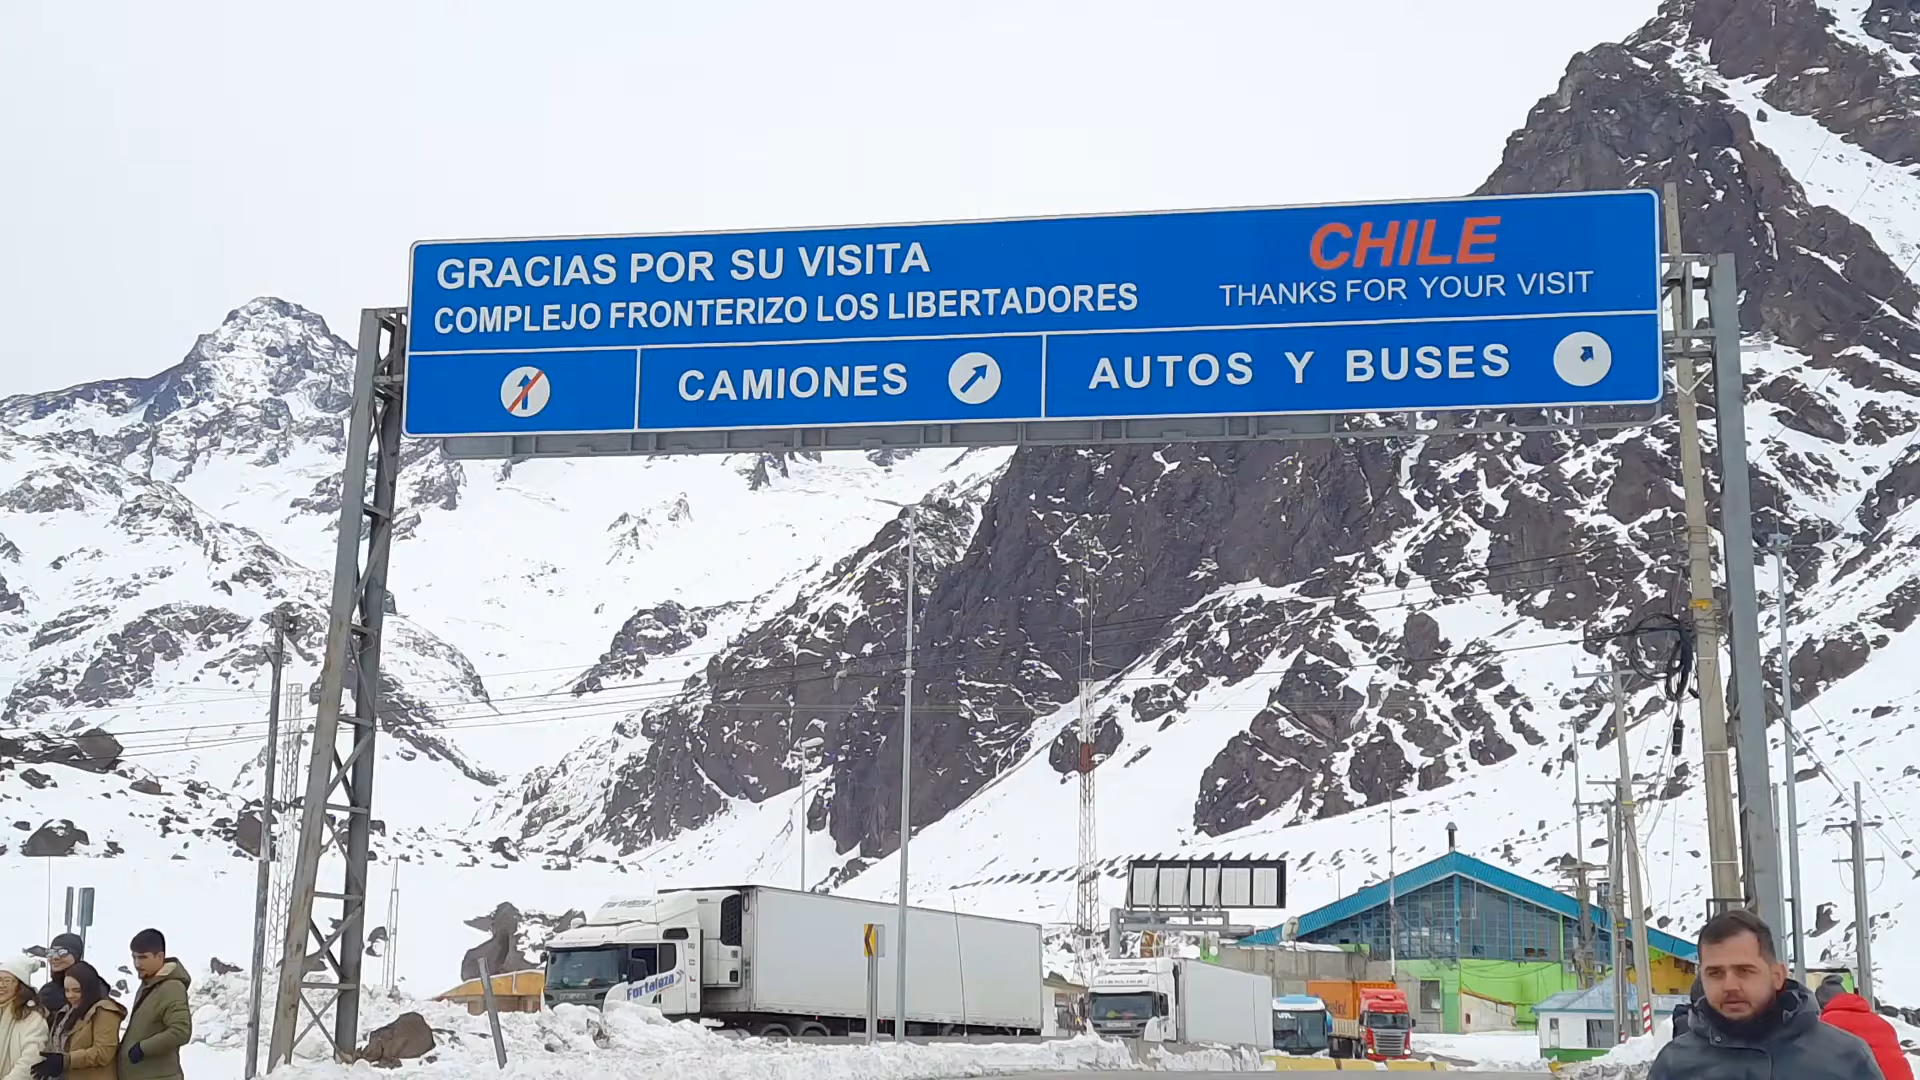 GRACIAS POR SU VISITA
COMPLEJO FRONTERIZO LOS LIBERTADORES
CHILE
THANKS FOR YOUR VISIT
CAMIONES
AUTOS Y BUSES
Fortaleza